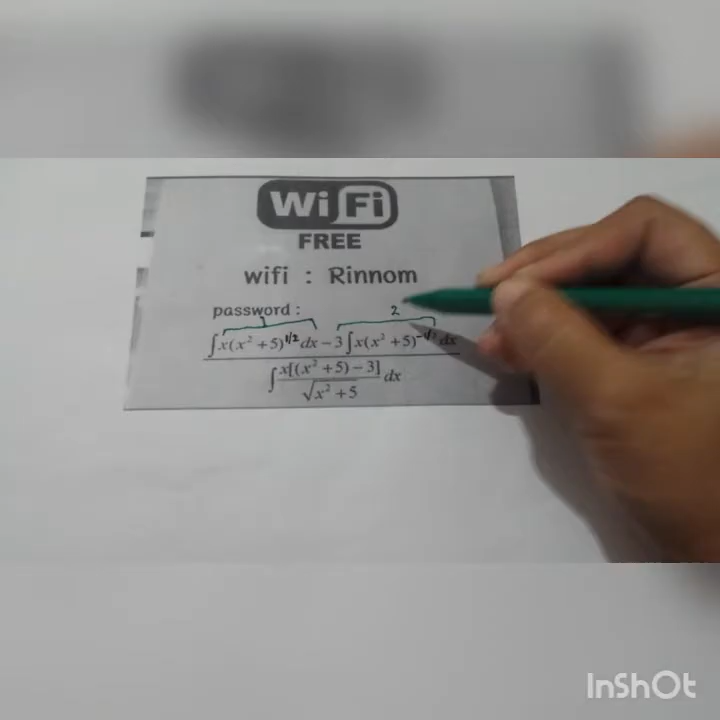 WiFi
FREE
wifi : Rinnom
password :
1 2
∫x(x² + 5)^1/2 dx − 3 ∫x(x² + 5)^−1/2 dx
∫ x[(x² + 5) − 3] / √x² + 5 dx
InShOt